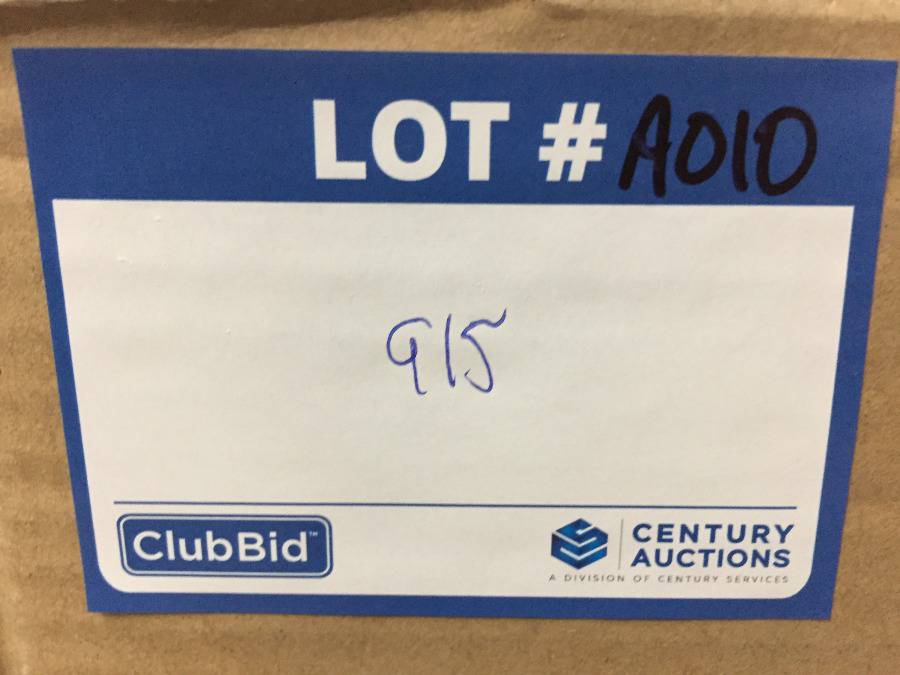 LOT # A010
915
ClubBid™
CENTURY
AUCTIONS
A DIVISION OF CENTURY SERVICES